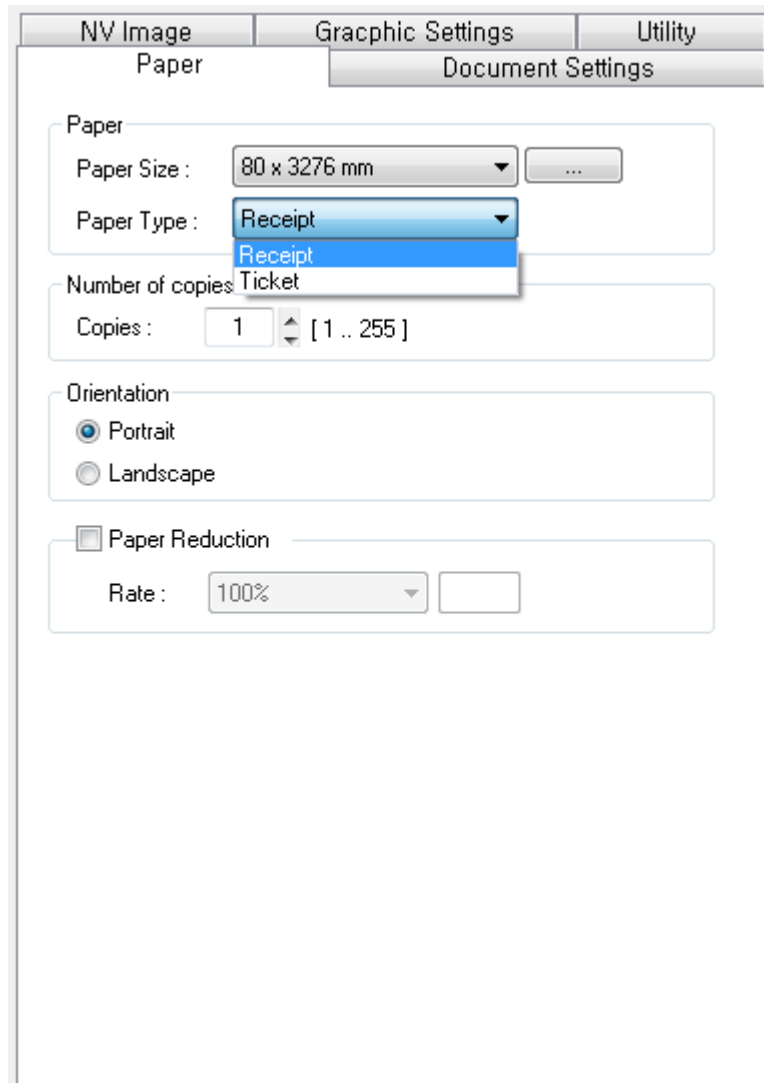 NV Image Gracphic Settings Utility
Paper Document Settings
Paper
Paper Size : 80 x 3276 mm ...
Paper Type : Receipt
Receipt
Ticket
Number of copies
Copies : 1 [ 1 .. 255 ]
Orientation
Portrait
Landscape
Paper Reduction
Rate : 100%